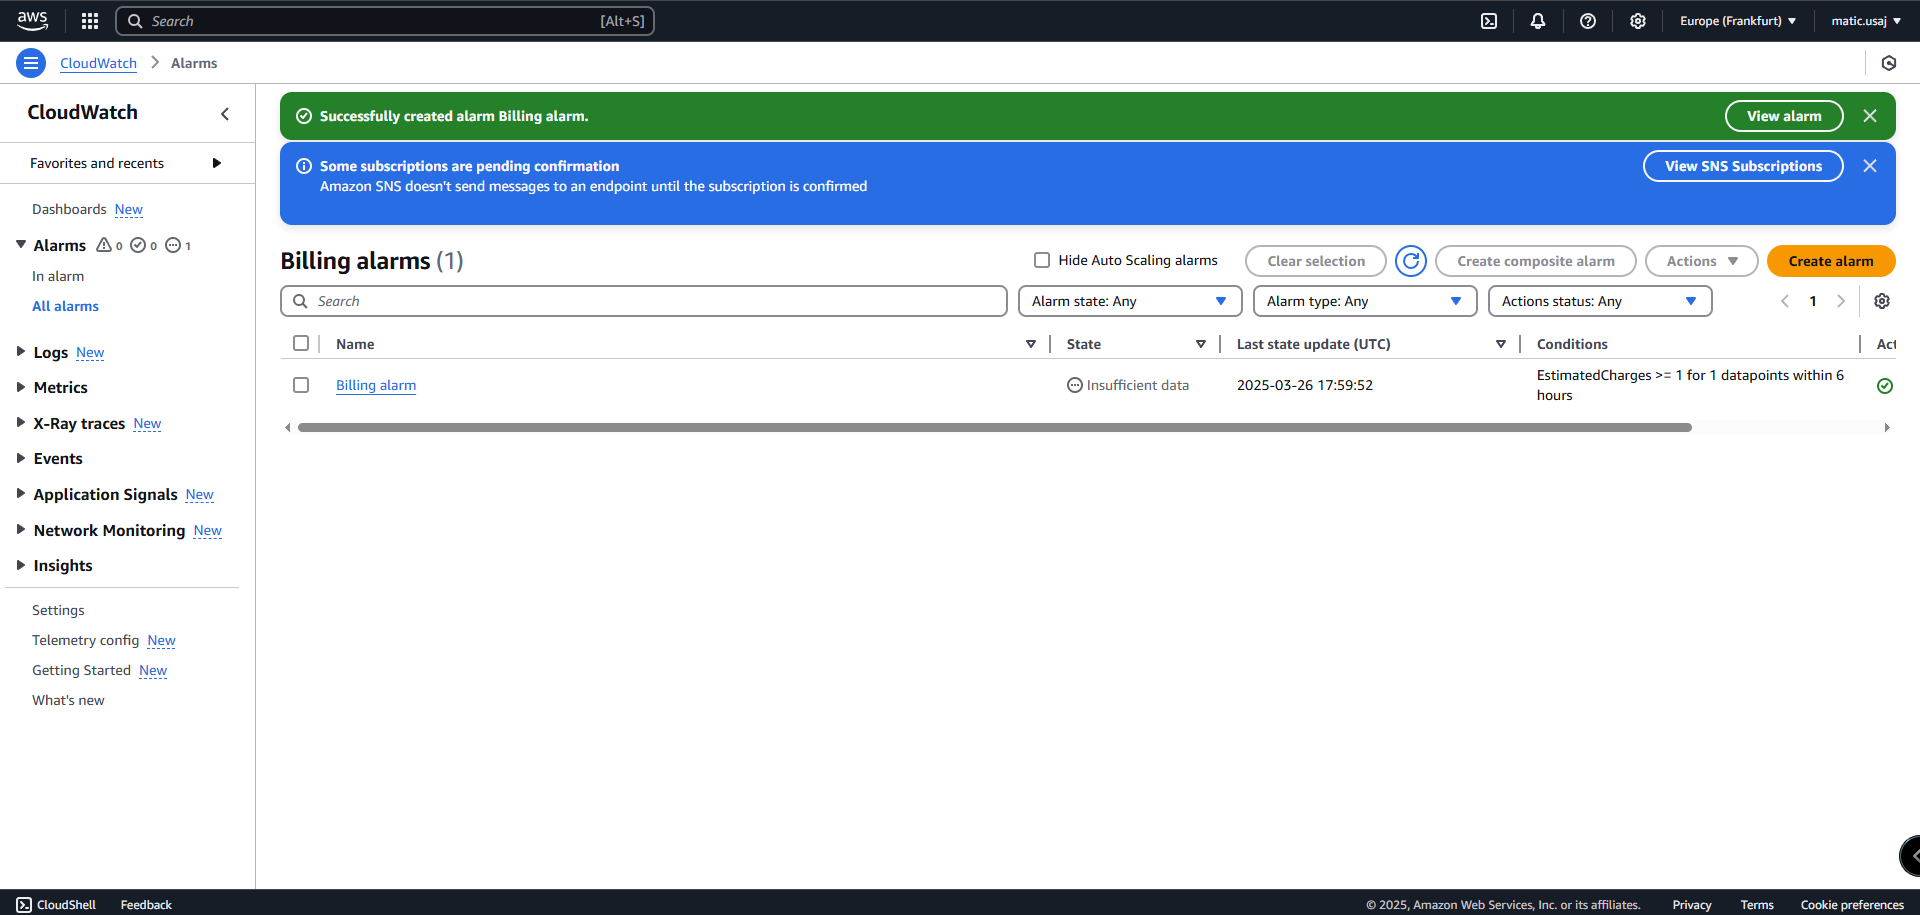 aws
Search
[Alt+S]
Europe (Frankfurt)
matic.usaj
CloudWatch
Alarms
CloudWatch
Favorites and recents
Dashboards New
Alarms 0 0 1
In alarm
All alarms
Logs New
Metrics
X-Ray traces New
Events
Application Signals New
Network Monitoring New
Insights
Settings
Telemetry config New
Getting Started New
What's new
Successfully created alarm Billing alarm.
View alarm
Some subscriptions are pending confirmation
Amazon SNS doesn't send messages to an endpoint until the subscription is confirmed
View SNS Subscriptions
Billing alarms (1)
Hide Auto Scaling alarms
Clear selection
Create composite alarm
Actions
Create alarm
Search
Alarm state: Any
Alarm type: Any
Actions status: Any
1
Name
State
Last state update (UTC)
Conditions
Act
Billing alarm
Insufficient data
2025-03-26 17:59:52
EstimatedCharges >= 1 for 1 datapoints within 6
hours
CloudShell
Feedback
© 2025, Amazon Web Services, Inc. or its affiliates.
Privacy
Terms
Cookie preferences